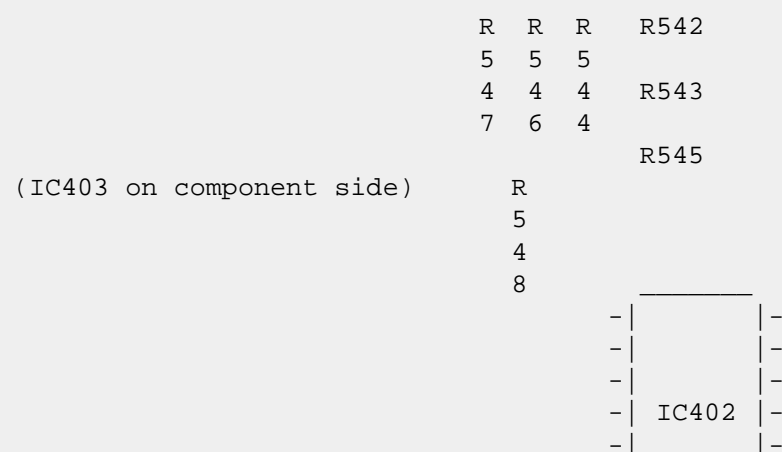 R  R  R   R542
5  5  5
4  4  4   R543
7  6  4
R545
(IC403 on component side)      R
5
4
8       _______
-|       |-
-|       |-
-|       |-
-| IC402 |-
-|       |-